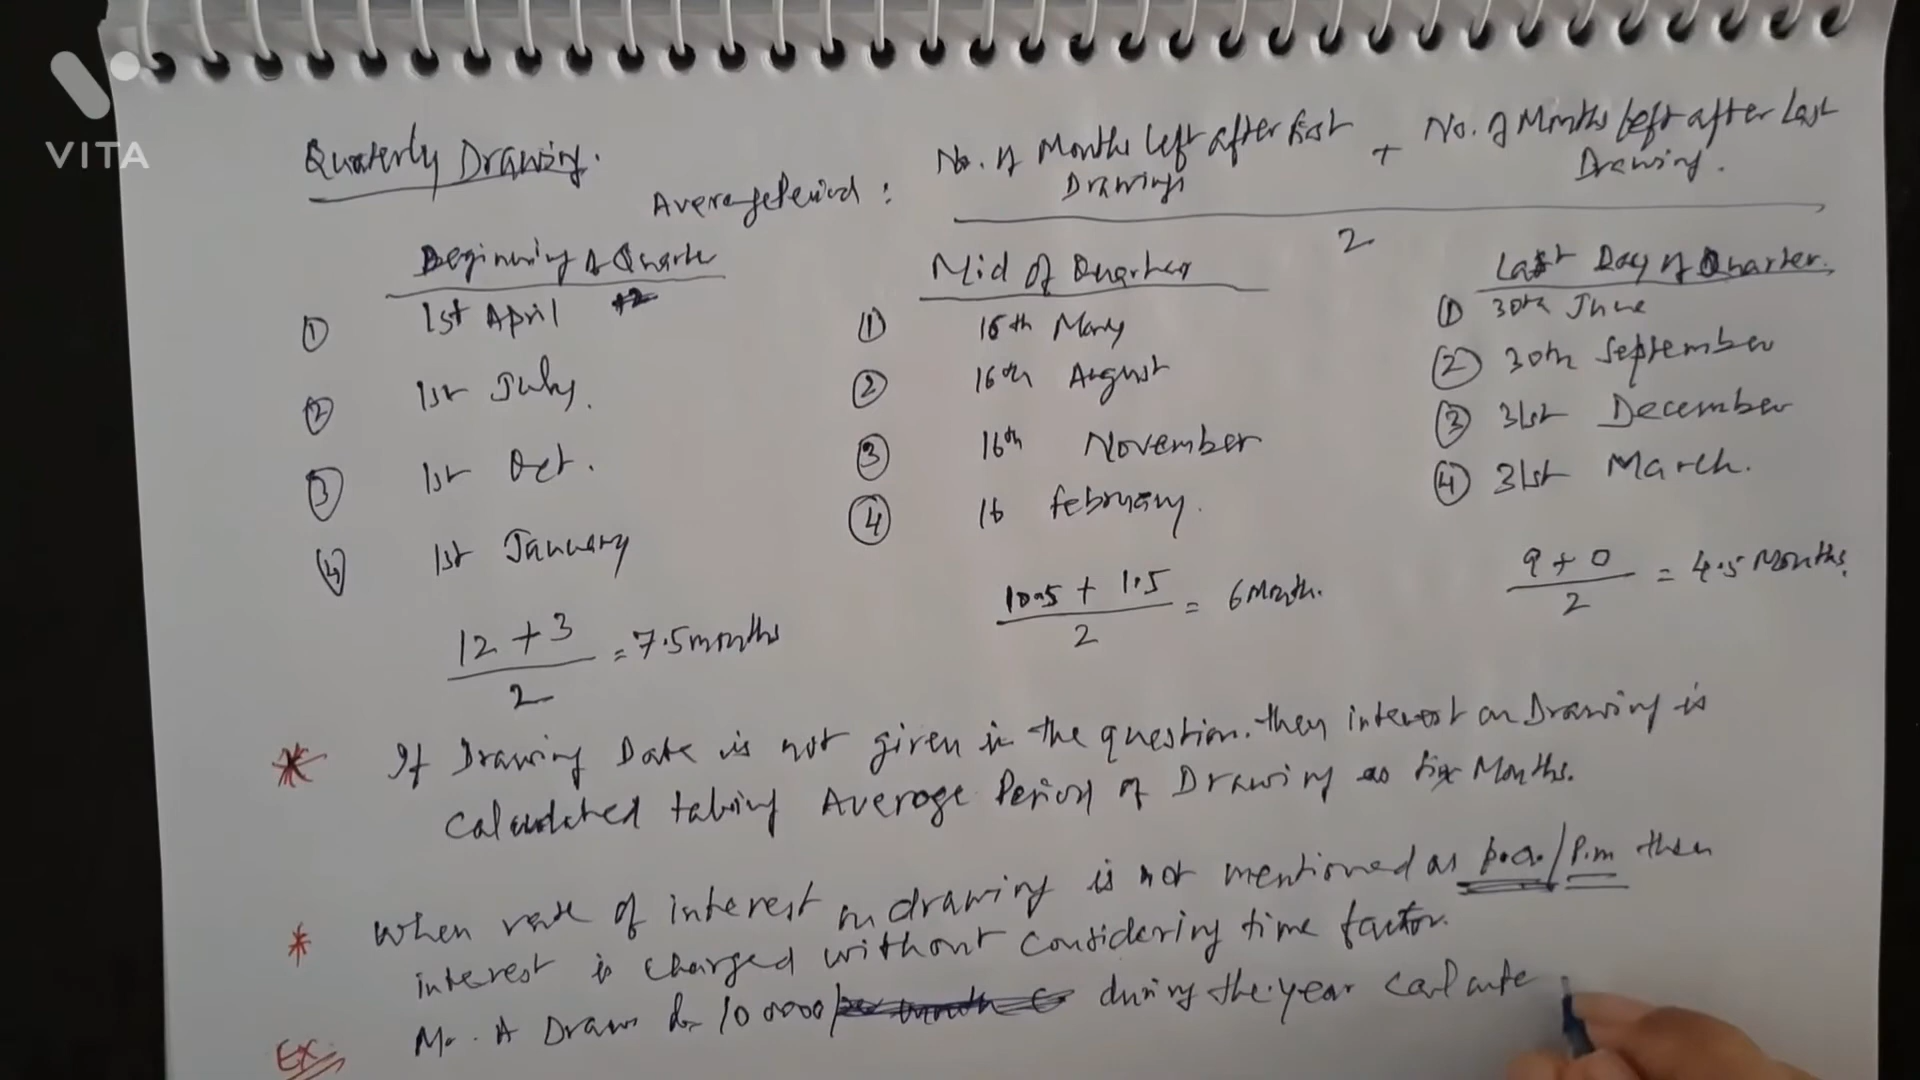 VITA
Quarterly Drawing.
Average Period : No. of Months left after first Drawings + No. of Months left after Last Drawing.
2
Beginning of Quarter
① 1st April
② 1st July.
③ 1st Oct.
④ 1st January
12 + 3 = 7.5 months
2
Mid of Quarter
① 16th
② 16th August
③ 16th November
④ 16 february.
10.5 + 1.5 = 6 Month.
2
Last Day of Quarter.
① 30th June
② 30th September
③ 31st December
④ 31st March.
9 + 0 = 4.5 Months.
2
* If Drawing Date is not given in the question. then interest on Drawing is
Calculated taking Average Period of Drawing as six Months.
* When rate of interest on drawing is not mentioned as p.a. / P.m then
interest is charged without considering time factor.
Ex. Mr. A Draws 100000/ during the year